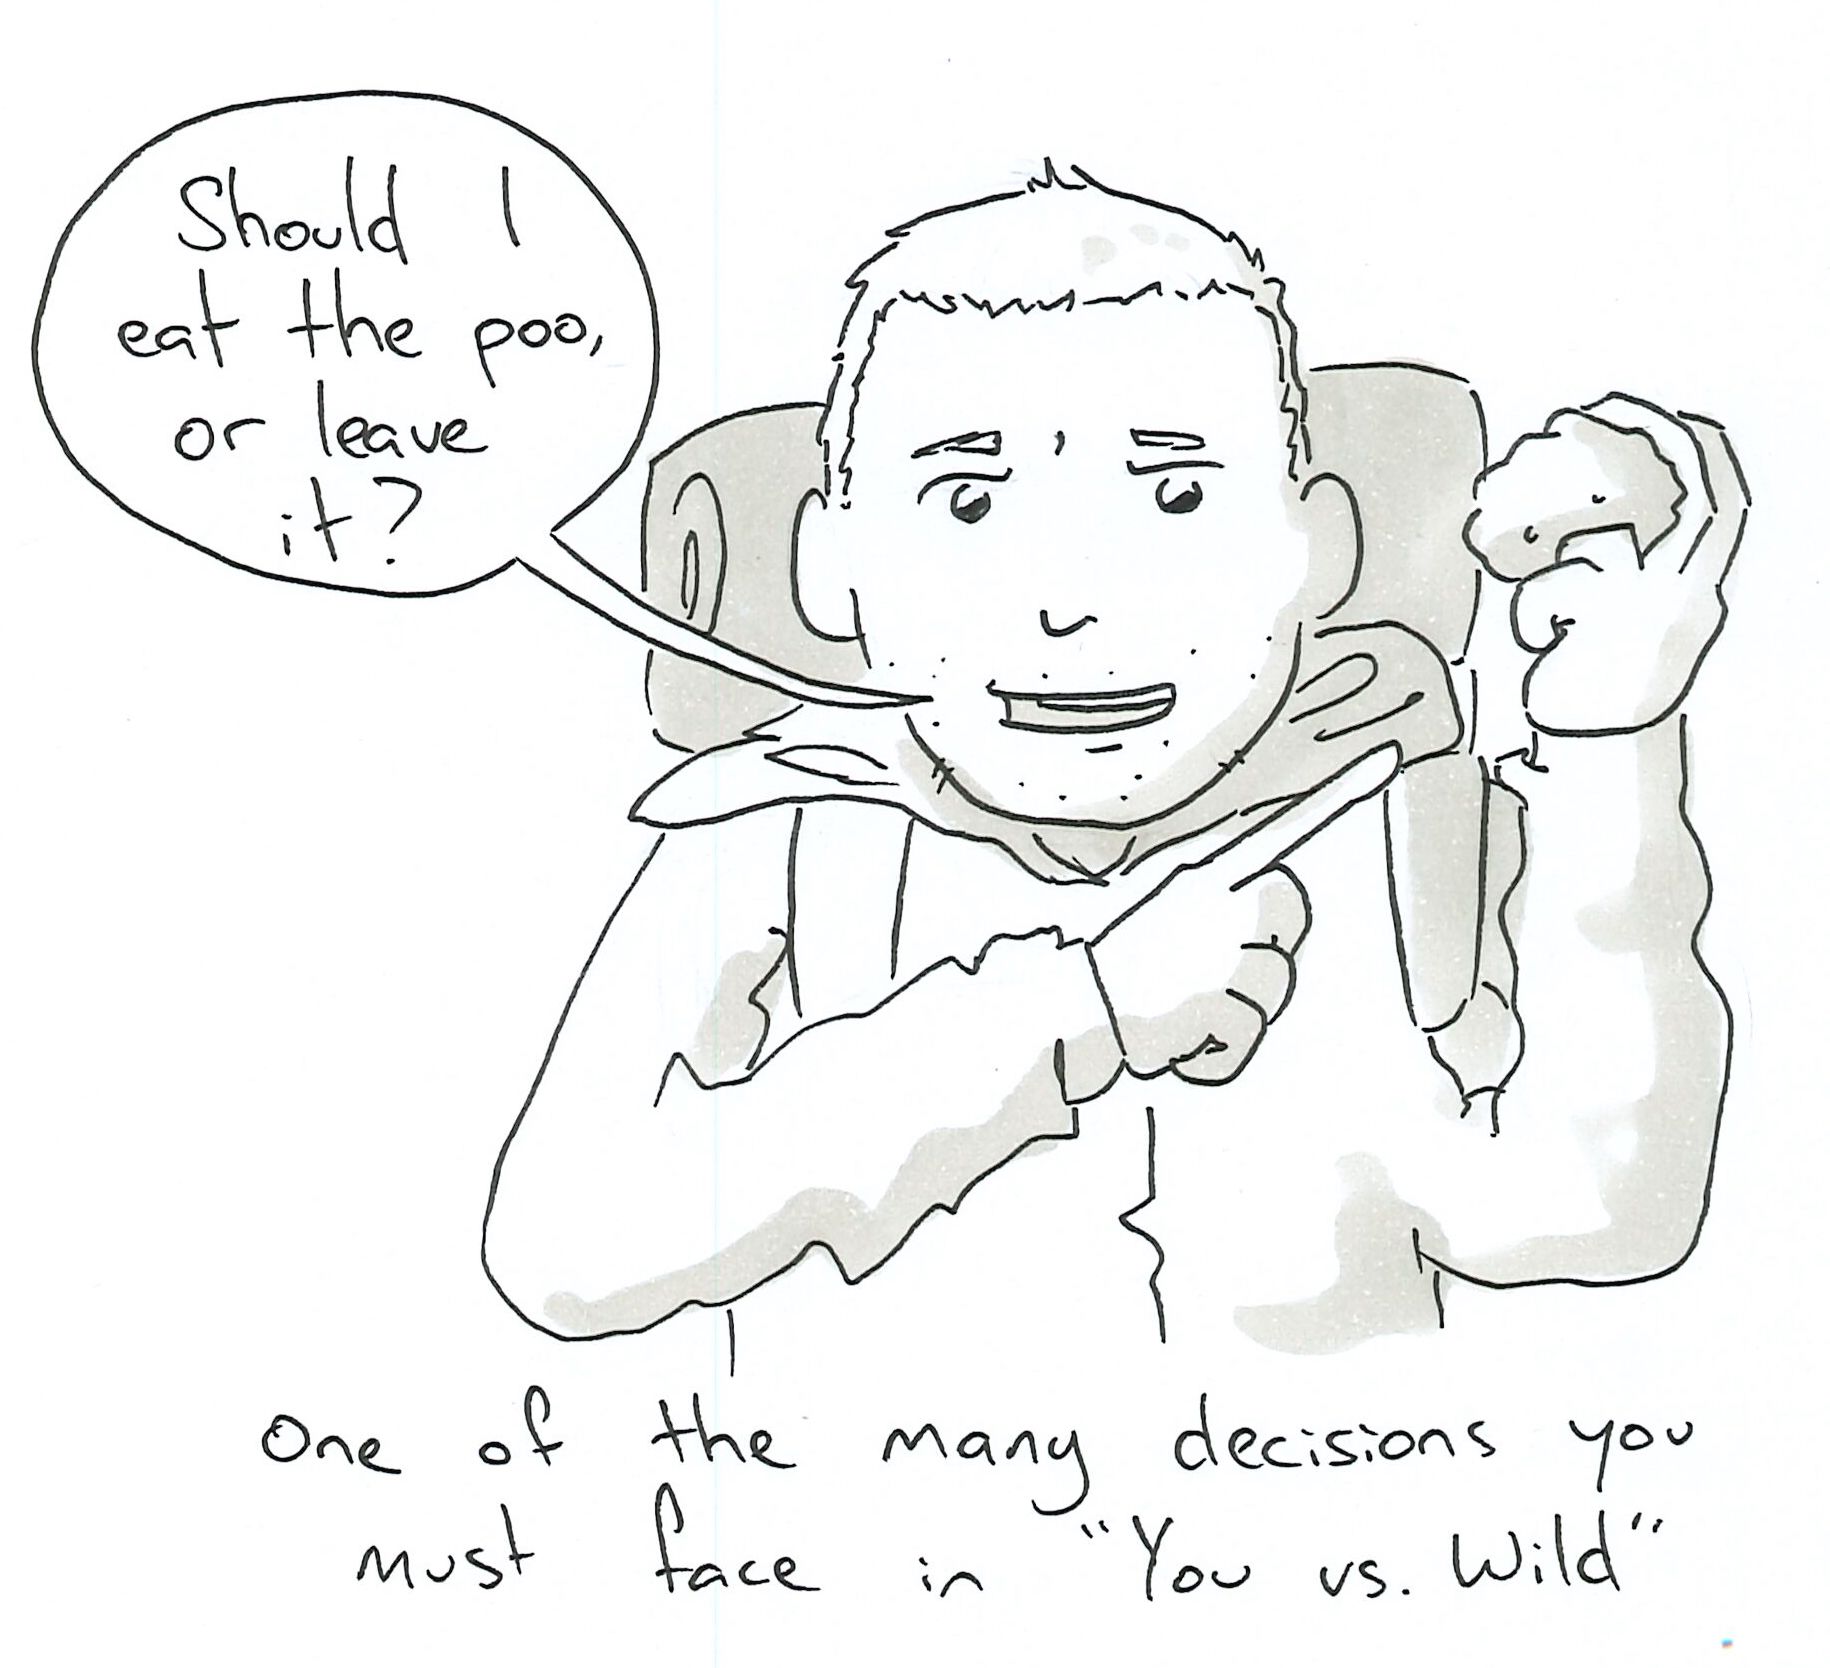 Should I
eat the poo,
or leave
it?
One of the many decisions you
must face in "You vs. Wild"